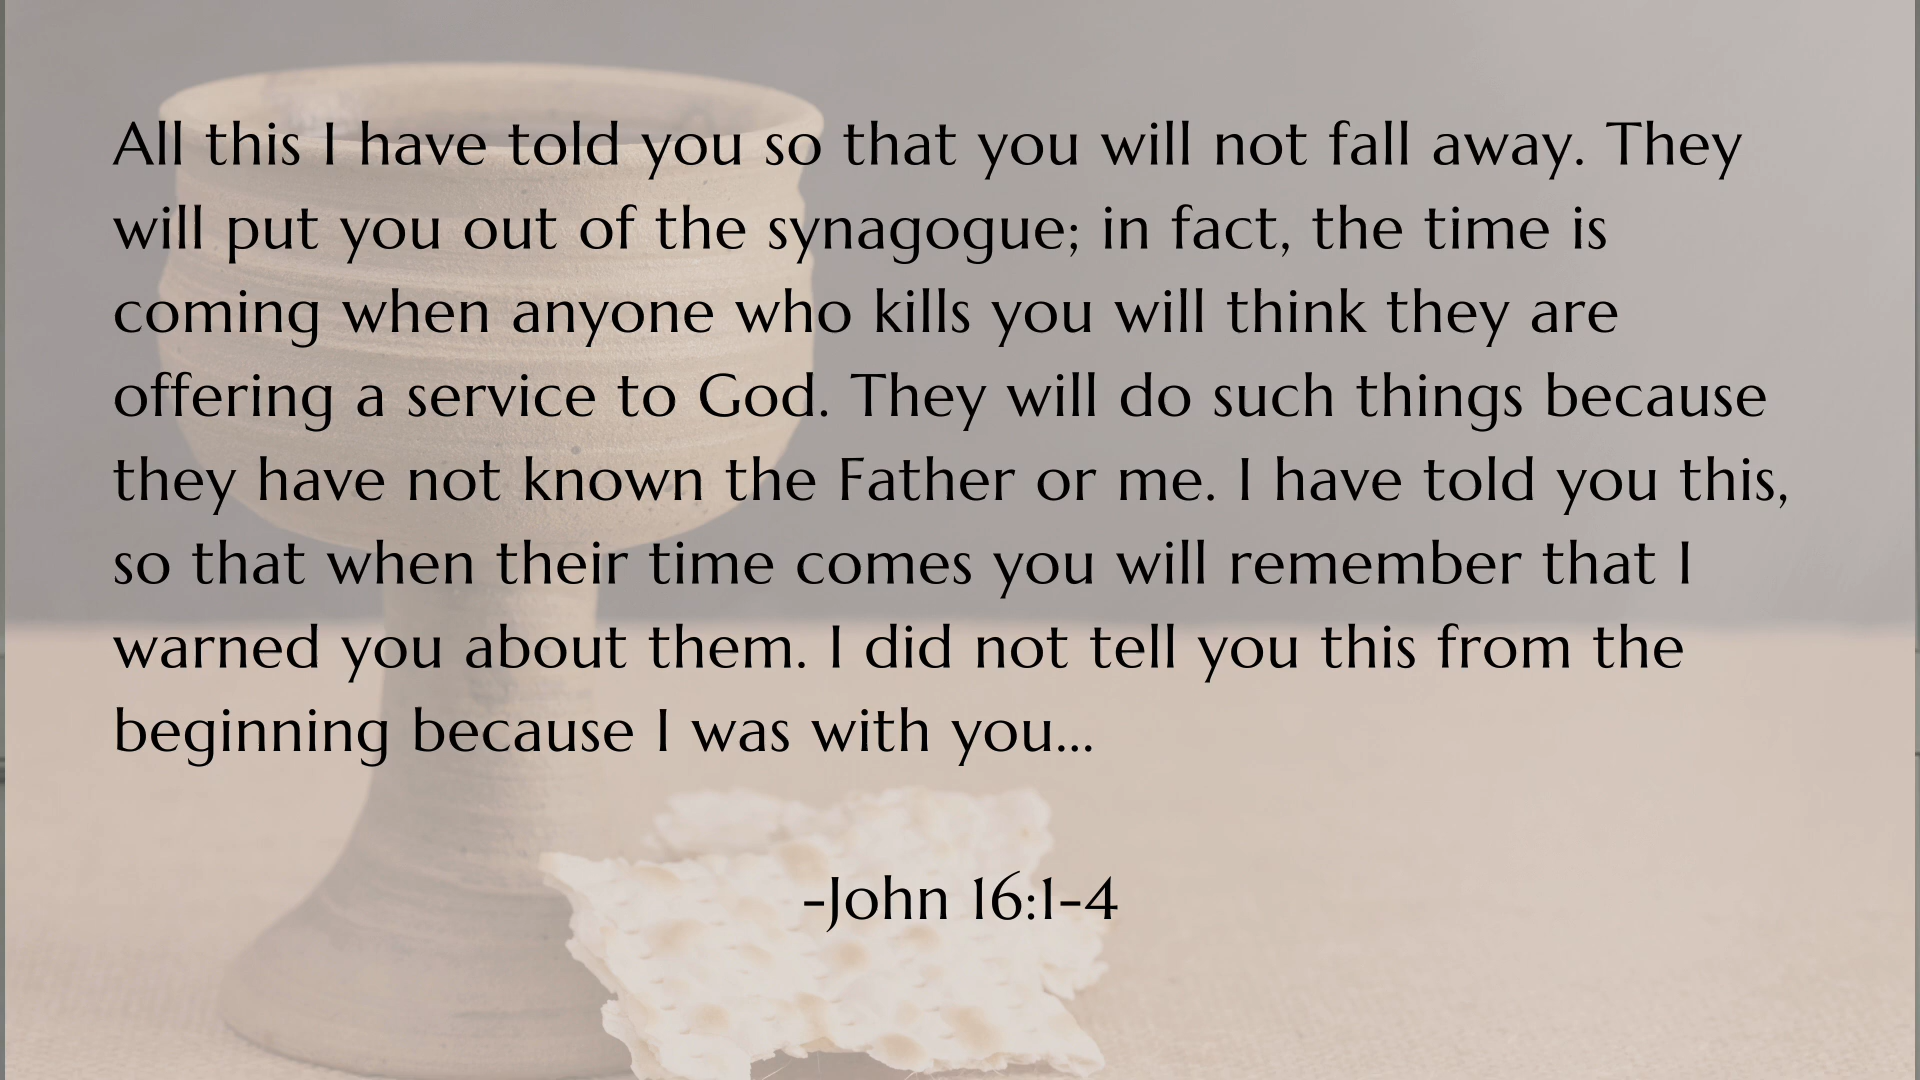 All this I have told you so that you will not fall away. They
will put you out of the synagogue; in fact, the time is
coming when anyone who kills you will think they are
offering a service to God. They will do such things because
they have not known the Father or me. I have told you this,
so that when their time comes you will remember that I
warned you about them. I did not tell you this from the
beginning because I was with you...
-John 16:1-4